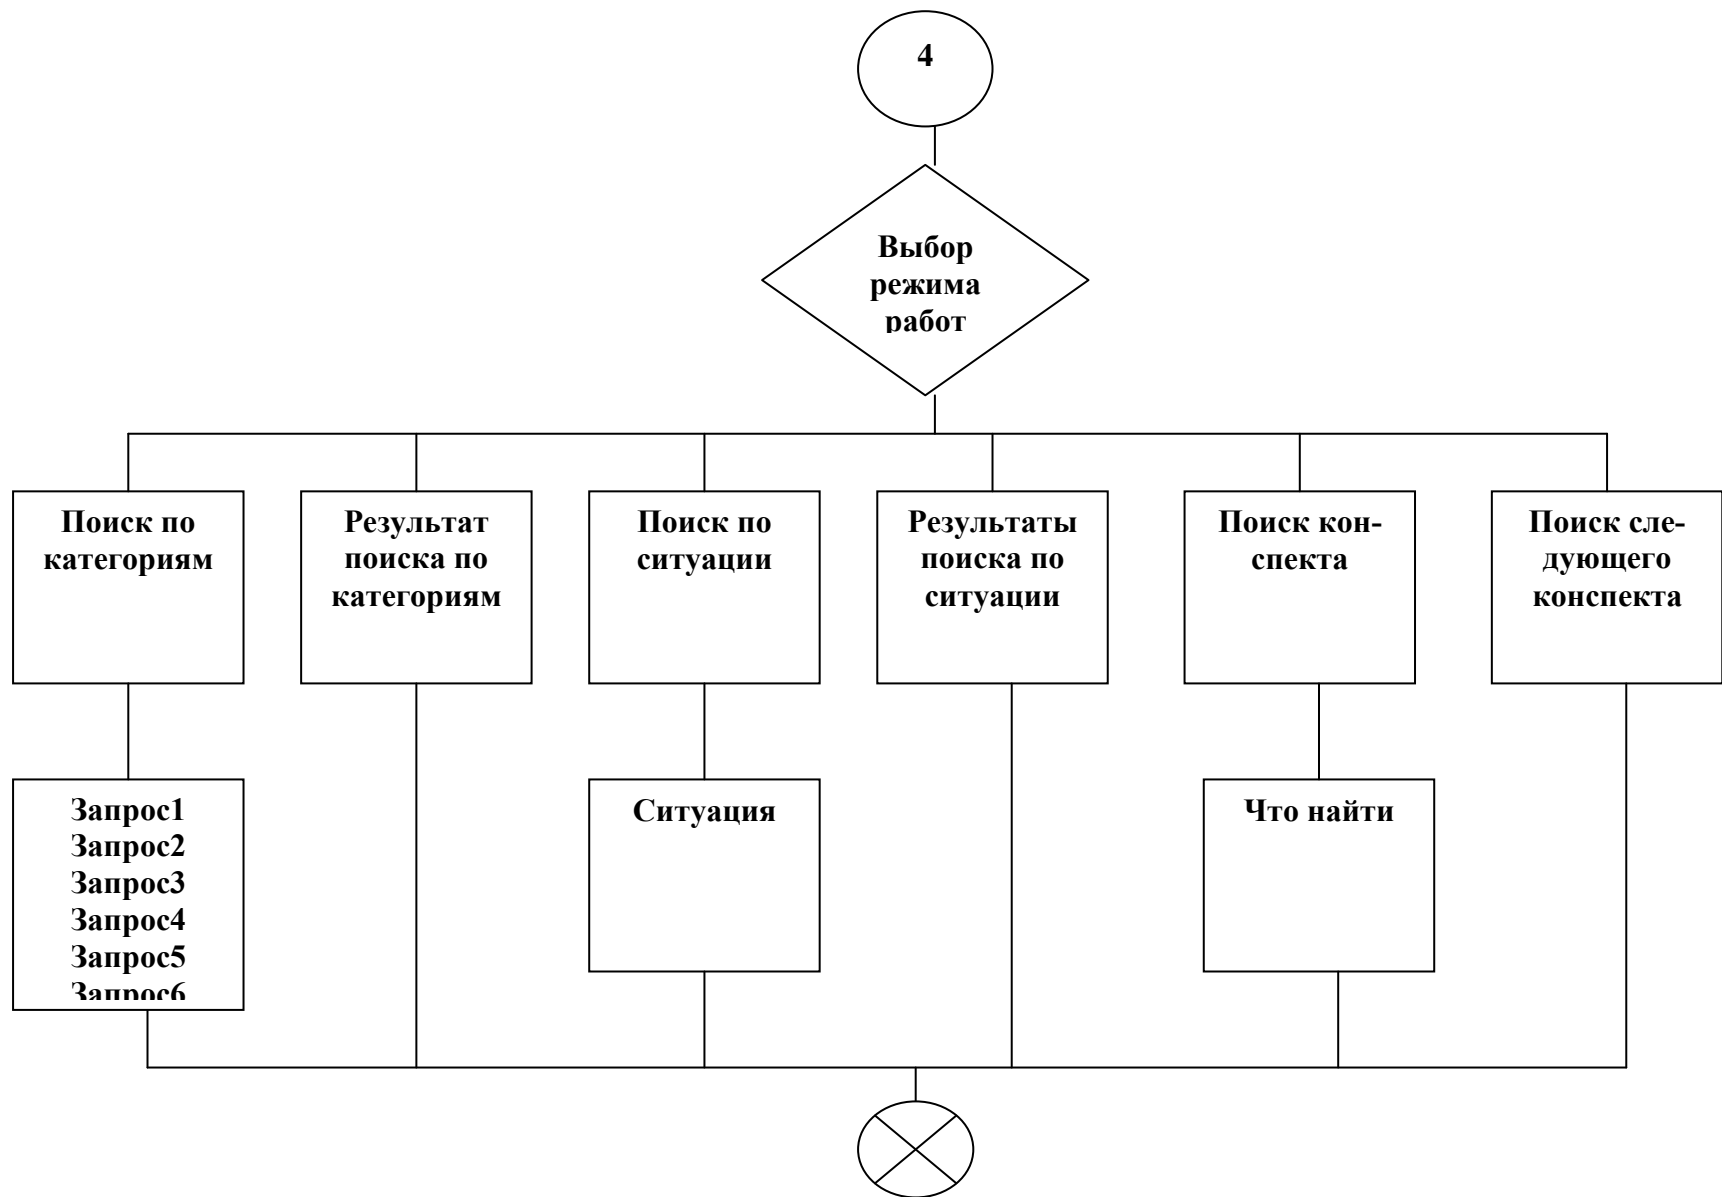 4
Выбор
режима
работ
Поиск по
категориям
Результат
поиска по
категориям
Поиск по
ситуации
Результаты
поиска по
ситуации
Поиск кон-
спекта
Поиск сле-
дующего
конспекта
Запрос1
Запрос2
Запрос3
Запрос4
Запрос5
Запрос6
Ситуация
Что найти